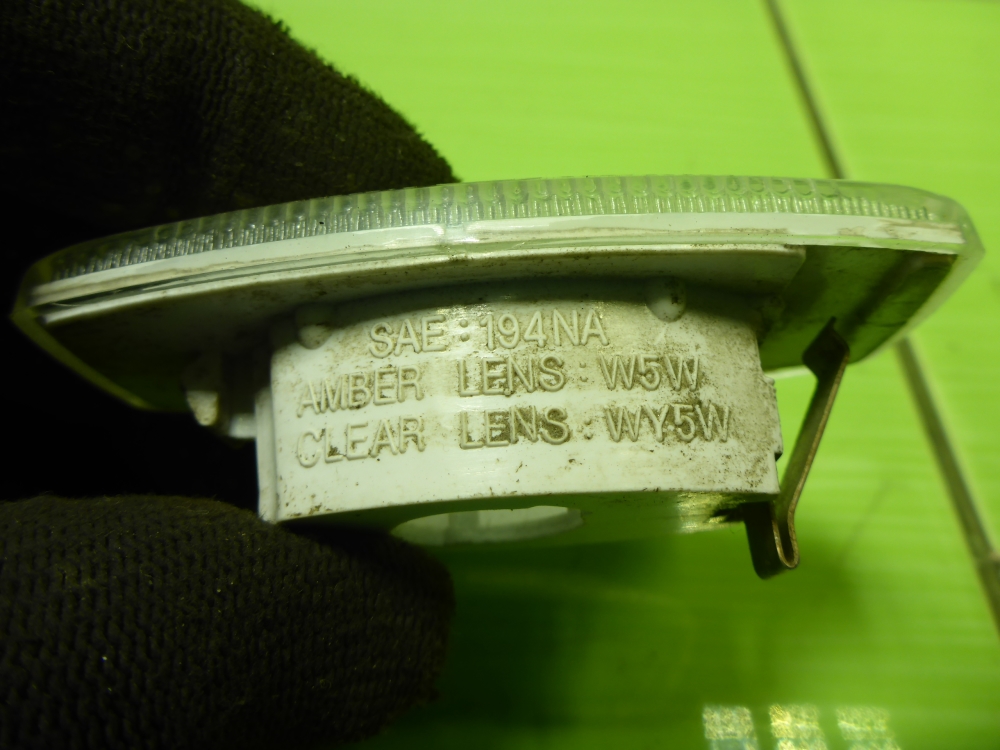 SAE : 194NA
AMBER LENS : W5W
CLEAR LENS : WY5W